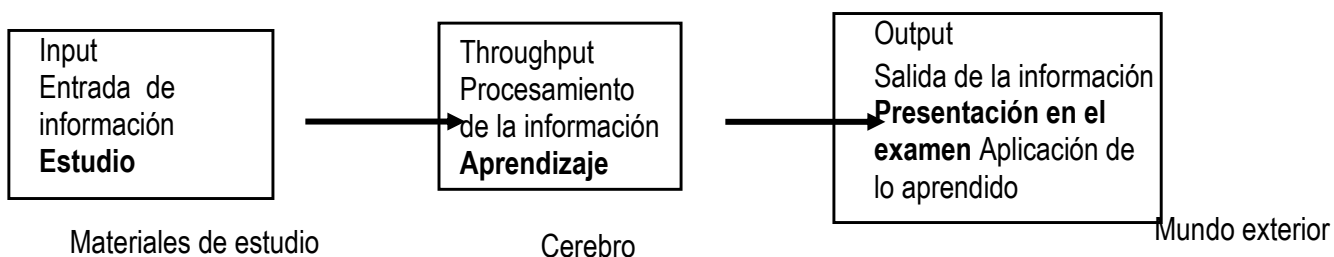 Input
Entrada de
información
Estudio
Materiales de estudio
Throughput
Procesamiento
de la información
Aprendizaje
Cerebro
Output
Salida de la información
Presentación en el
examen Aplicación de
lo aprendido
Mundo exterior